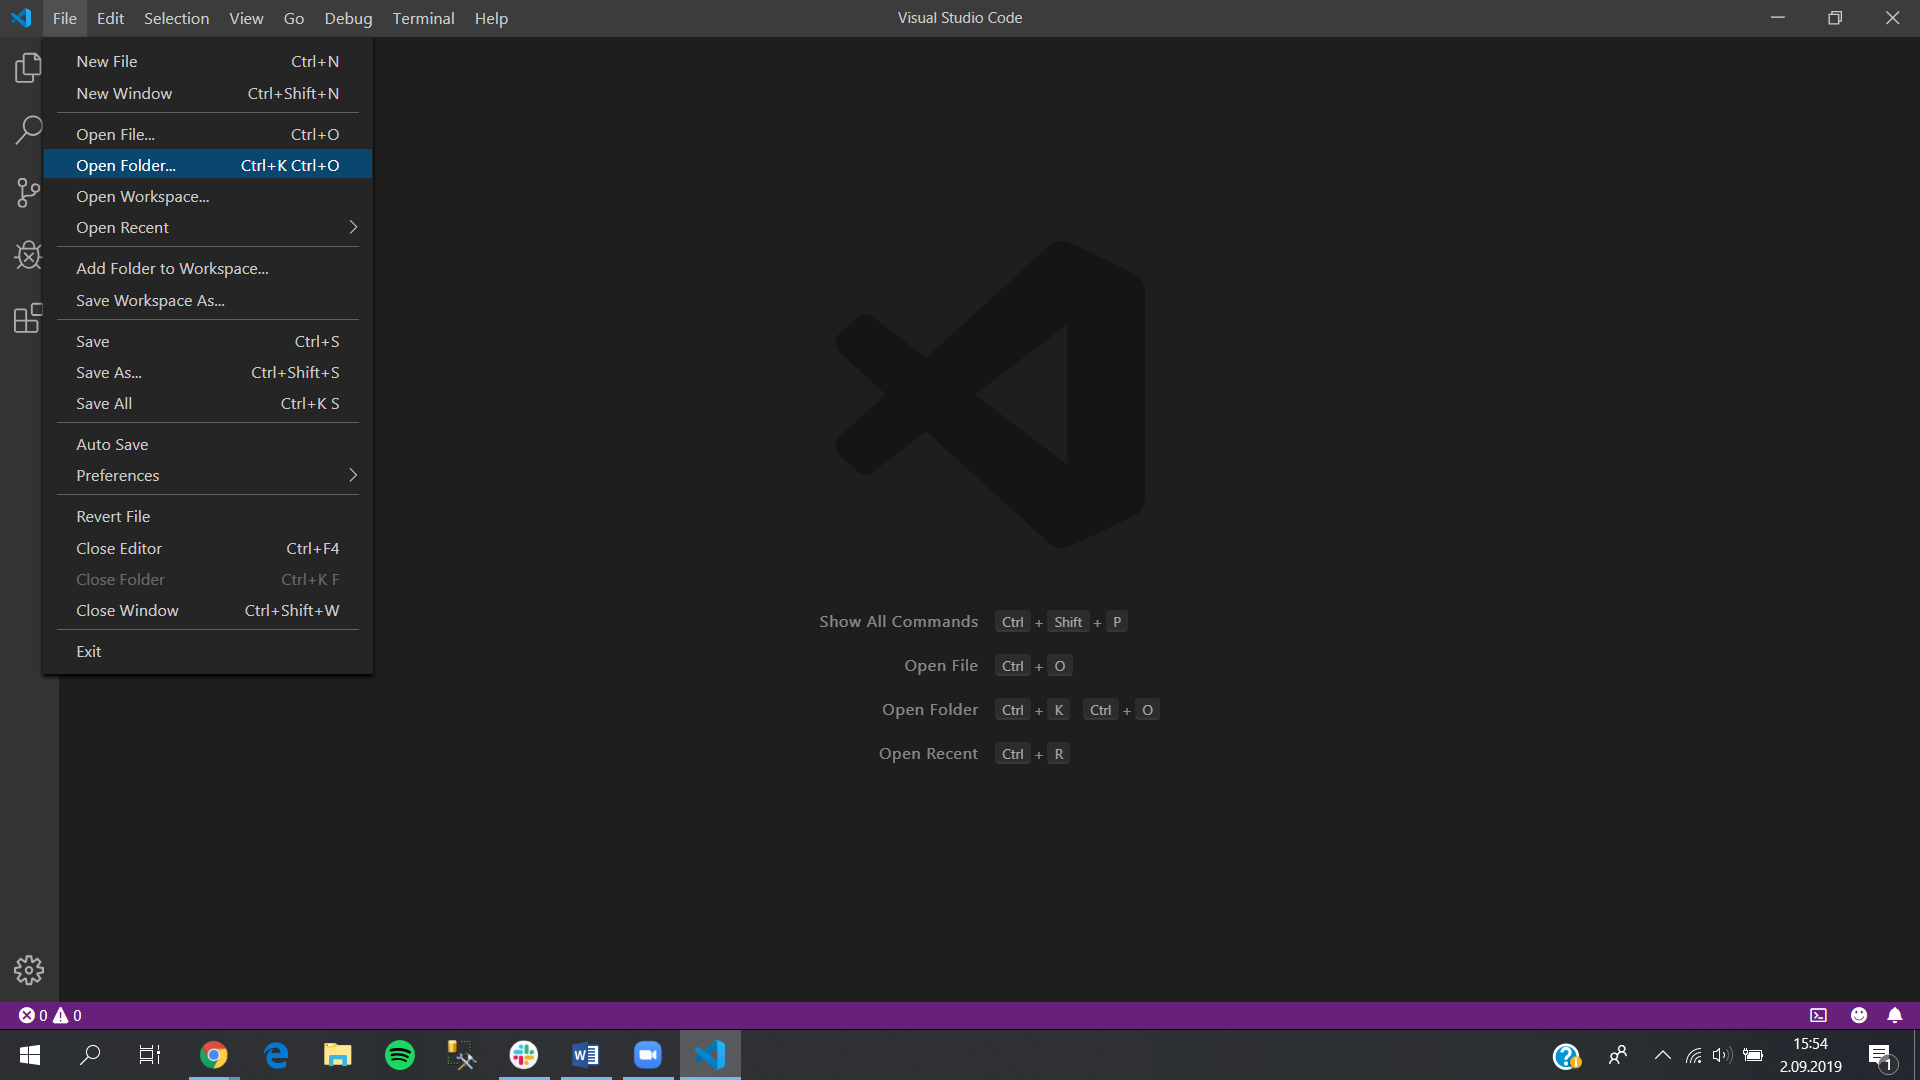 File Edit Selection View Go Debug Terminal Help Visual Studio Code
New File Ctrl+N
New Window Ctrl+Shift+N
Open File... Ctrl+O
Open Folder... Ctrl+K Ctrl+O
Open Workspace...
Open Recent
Add Folder to Workspace...
Save Workspace As...
Save Ctrl+S
Save As... Ctrl+Shift+S
Save All Ctrl+K S
Auto Save
Preferences
Revert File
Close Editor Ctrl+F4
Close Folder Ctrl+K F
Close Window Ctrl+Shift+W
Exit
Show All Commands Ctrl + Shift + P
Open File Ctrl + O
Open Folder Ctrl + K Ctrl + O
Open Recent Ctrl + R
0 0
15:54
2.09.2019
1